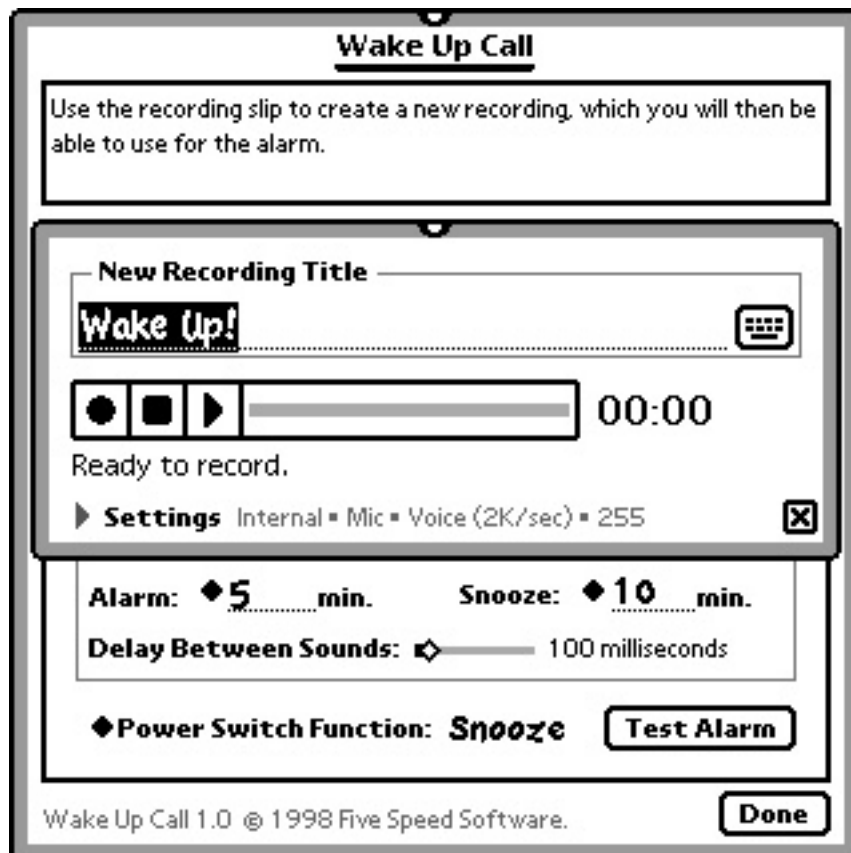 Wake Up Call
Use the recording slip to create a new recording, which you will then be
able to use for the alarm.
New Recording Title
Wake Up!
00:00
Ready to record.
Settings Internal ▪ Mic ▪ Voice (2K/sec) ▪ 255
Alarm: ◆5 min. Snooze: ◆10 min.
Delay Between Sounds: 100 milliseconds
◆Power Switch Function: Snooze Test Alarm
Wake Up Call 1.0 © 1998 Five Speed Software. Done